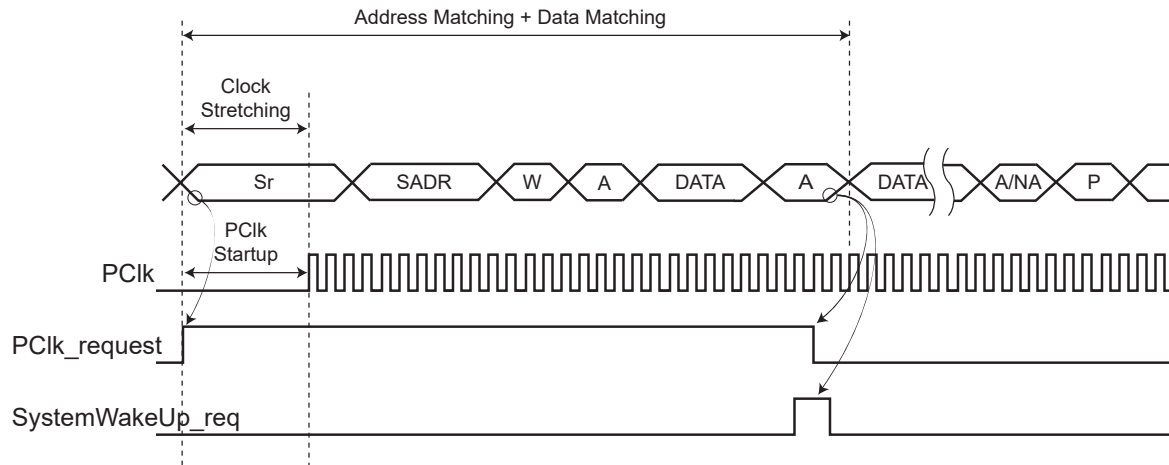 Address Matching + Data Matching
Clock
Stretching
Sr
SADR
W
A
DATA
A
DATA
A/NA
P
PClk
Startup
PClk
PClk_request
SystemWakeUp_req